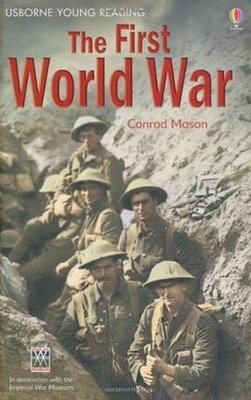 USBORNE YOUNG READING
The First
World War
Conrad Mason
In association with the
Imperial War Museum.